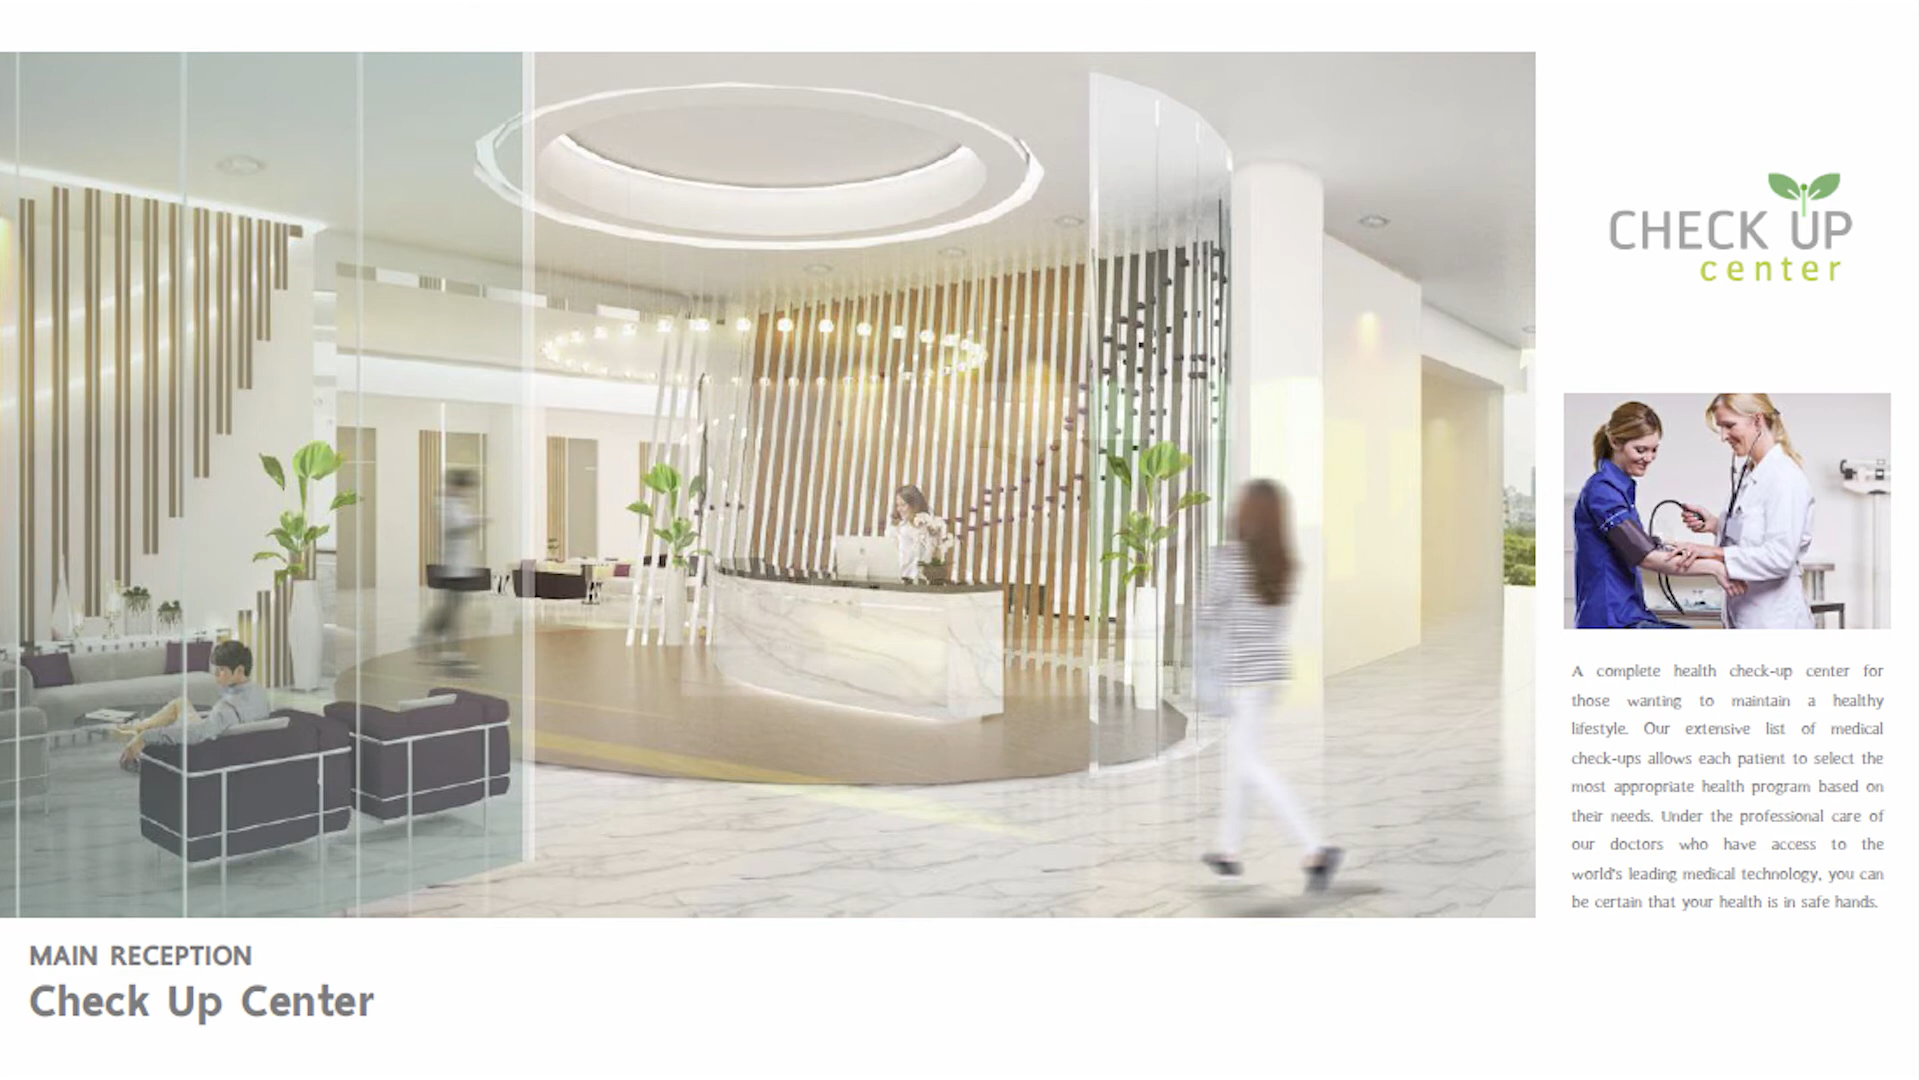 CHECK UP
center
A complete health check-up center for
those wanting to maintain a healthy
lifestyle. Our extensive list of medical
check-ups allows each patient to select the
most appropriate health program based on
their needs. Under the professional care of
our doctors who have access to the
world's leading medical technology, you can
be certain that your health is in safe hands.
MAIN RECEPTION
Check Up Center